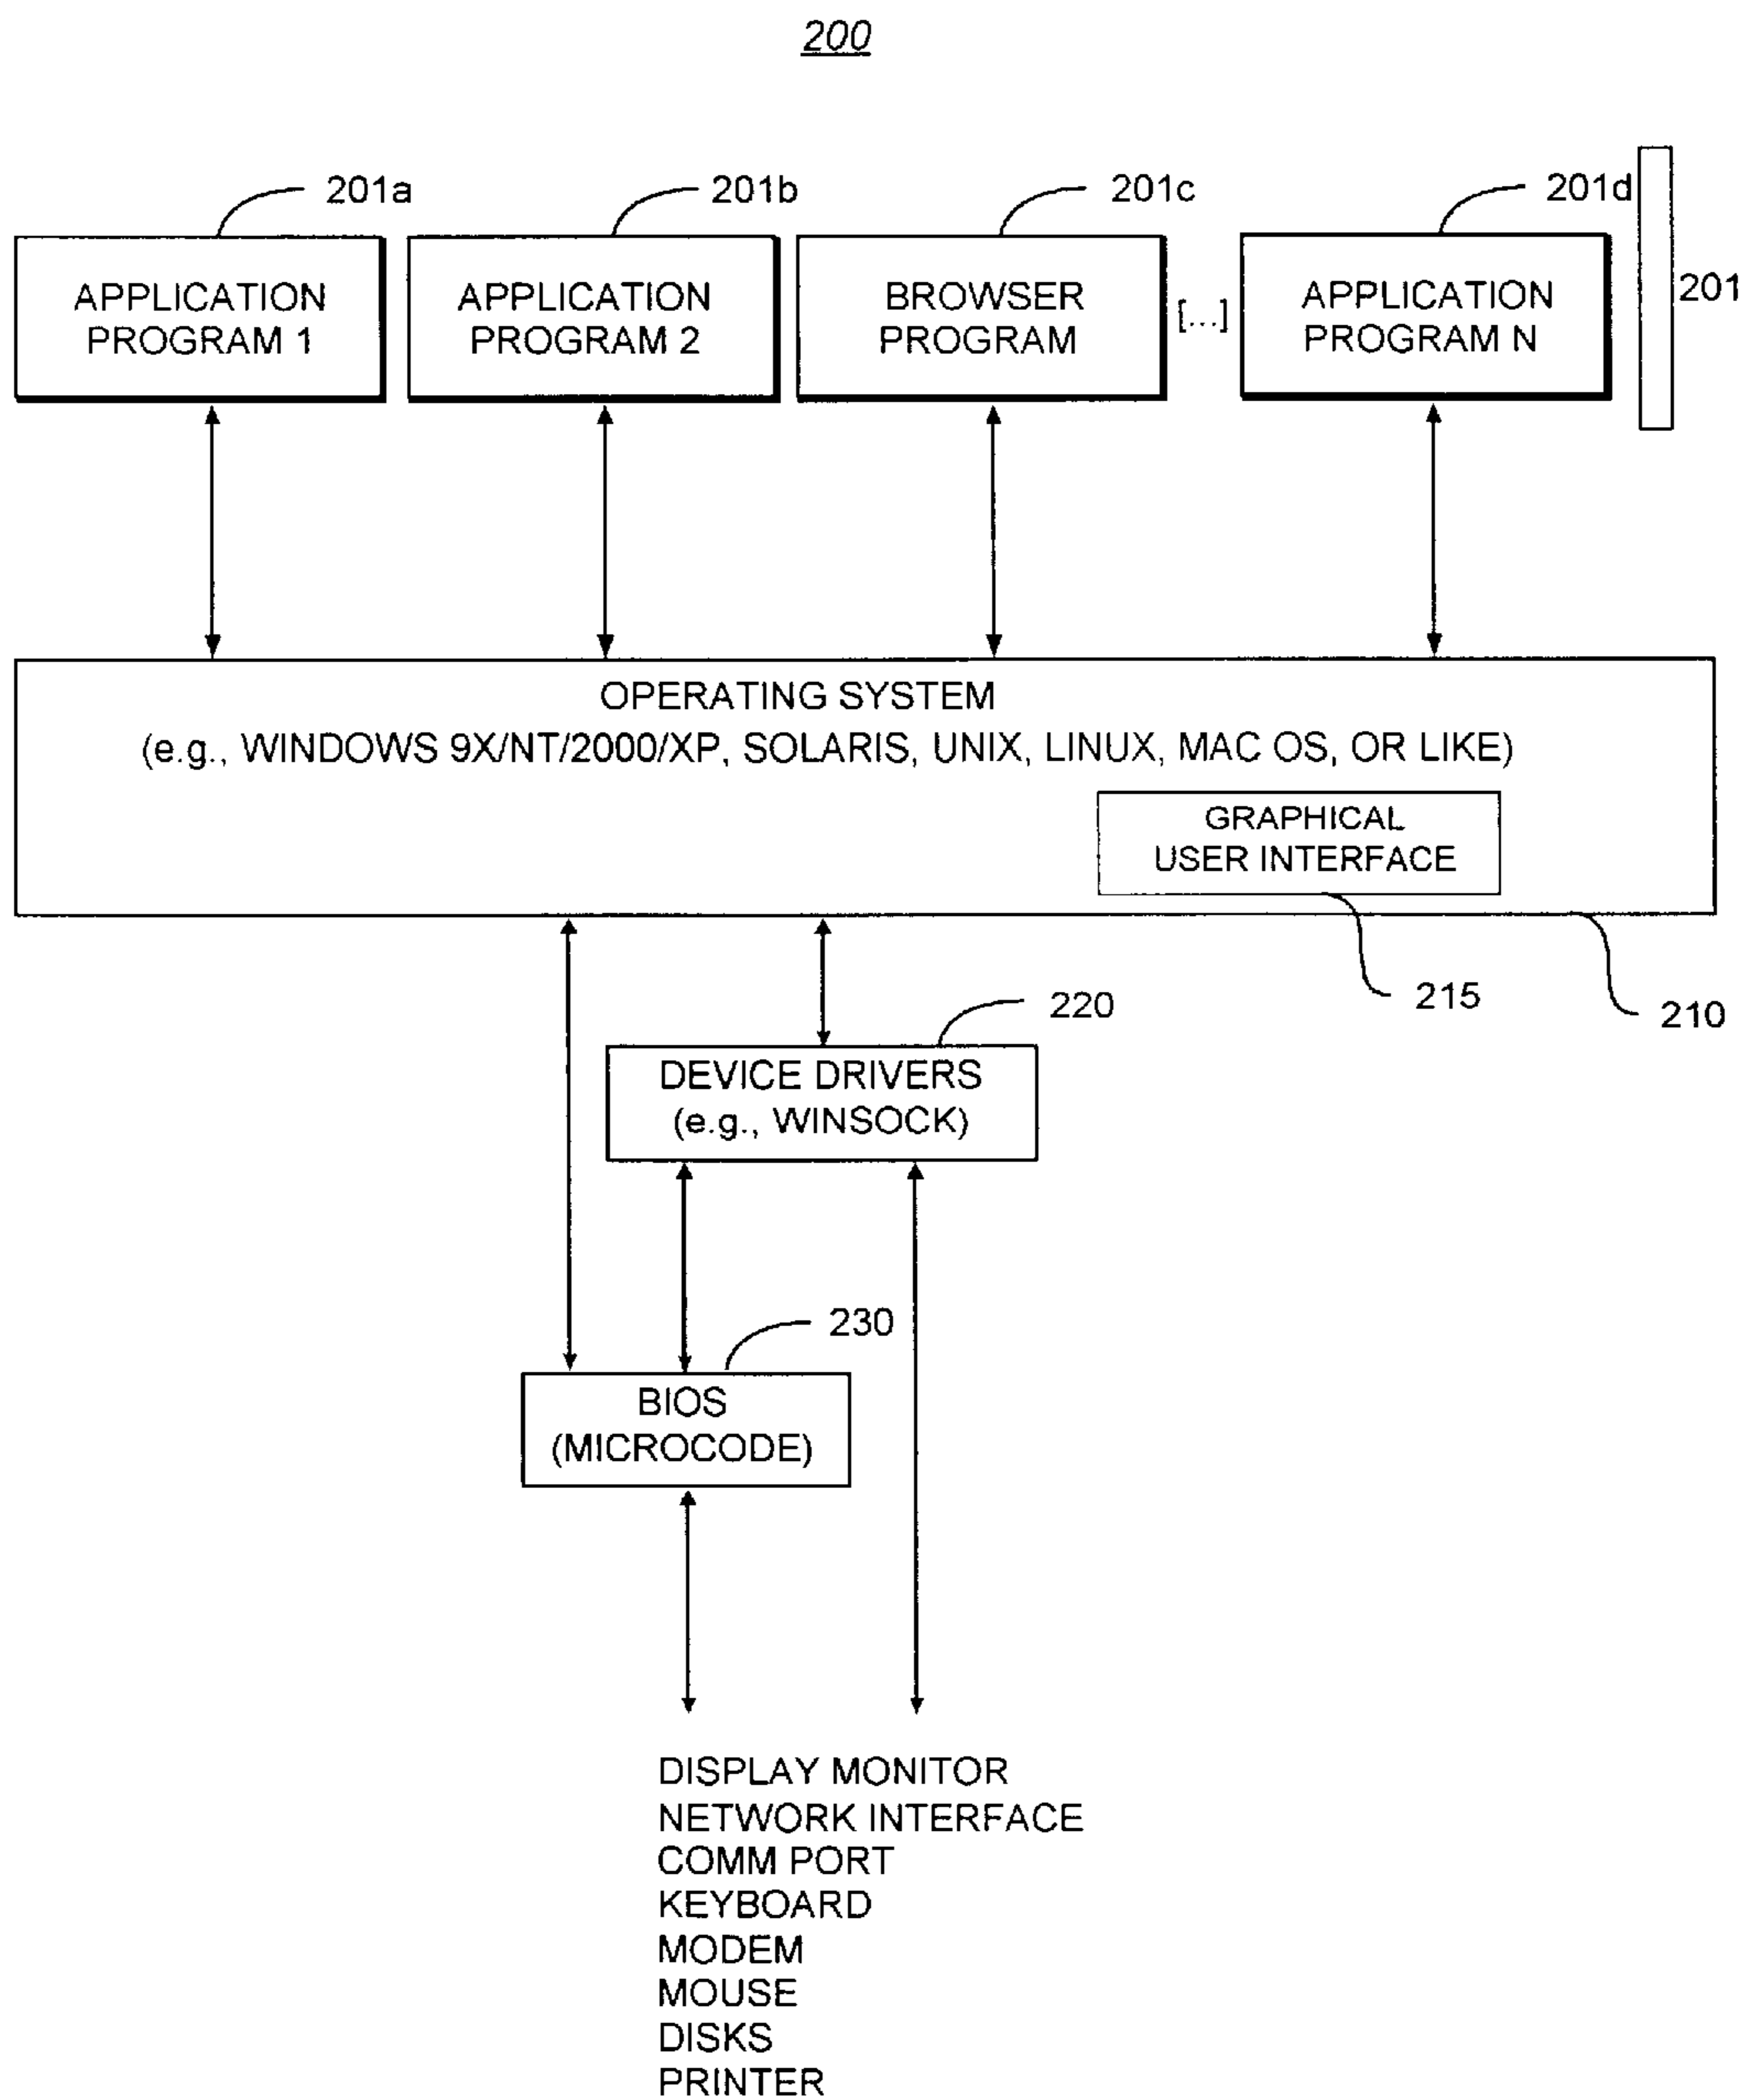 200
201a
201b
201c
201d
APPLICATION
PROGRAM 1
APPLICATION
PROGRAM 2
BROWSER
PROGRAM
[...]
APPLICATION
PROGRAM N
201
OPERATING SYSTEM
(e.g., WINDOWS 9X/NT/2000/XP, SOLARIS, UNIX, LINUX, MAC OS, OR LIKE)
GRAPHICAL
USER INTERFACE
215
210
220
DEVICE DRIVERS
(e.g., WINSOCK)
230
BIOS
(MICROCODE)
DISPLAY MONITOR
NETWORK INTERFACE
COMM PORT
KEYBOARD
MODEM
MOUSE
DISKS
PRINTER